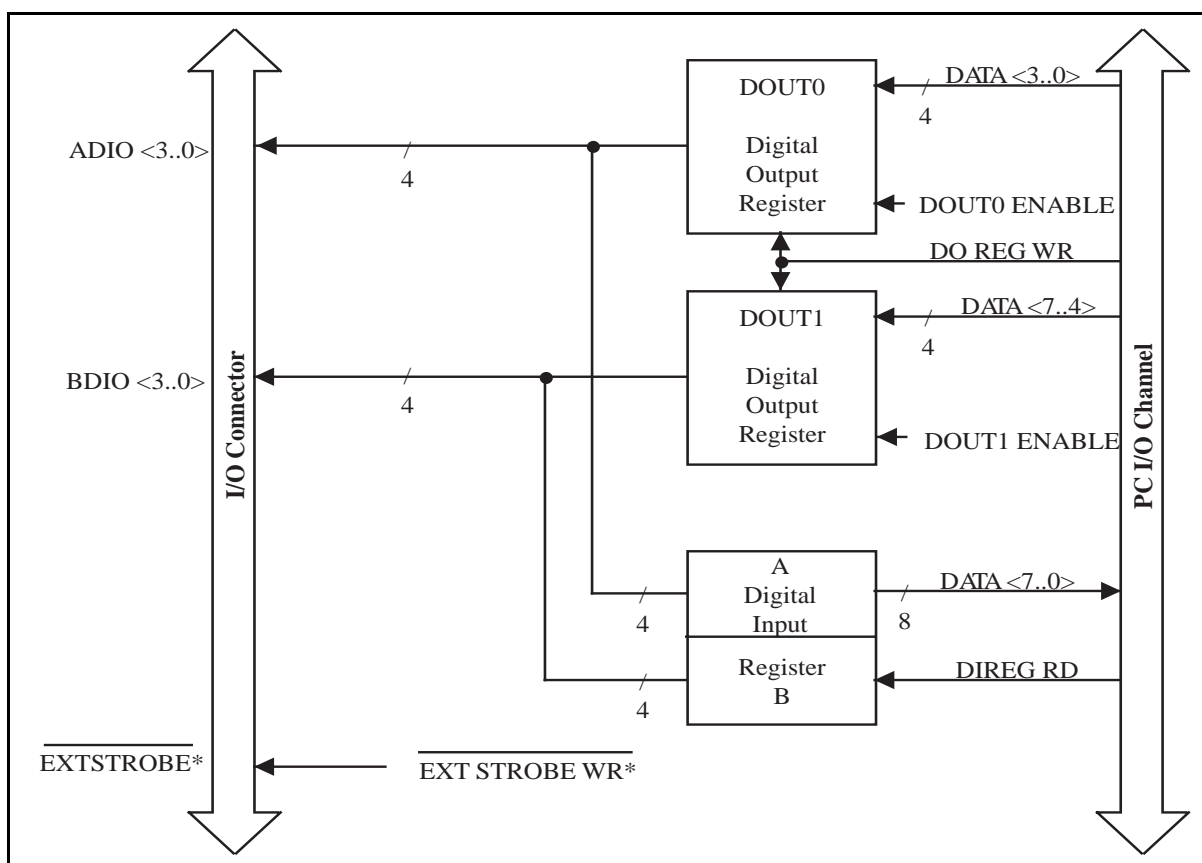 DOUT0
Digital
Output
Register
DATA <3..0>
4
DOUT0 ENABLE
ADIO <3..0>
4
DO REG WR
DOUT1
Digital
Output
Register
DATA <7..4>
4
DOUT1 ENABLE
BDIO <3..0>
4
I/O Connector
PC I/O Channel
A
Digital
Input
Register
B
4
4
DATA <7..0>
8
DIREG RD
EXTSTROBE*
EXT STROBE WR*